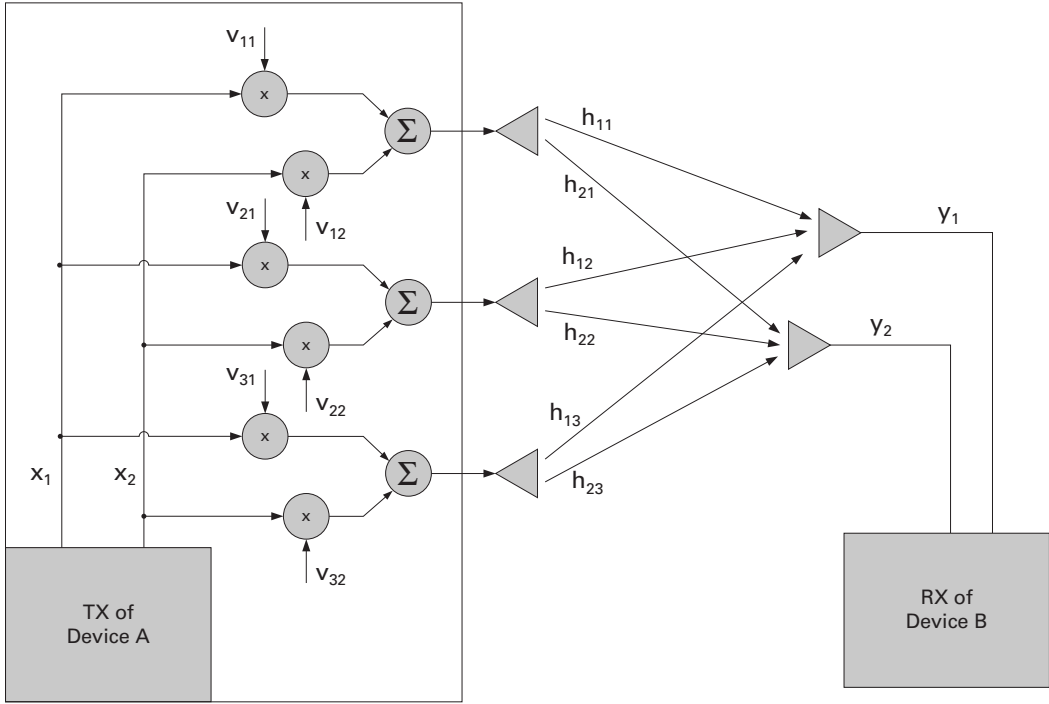 v11
x
Σ
h11
x
h21
v21
v12
y1
x
h12
Σ
h22
y2
x
v31
v22
h13
x
x1
x2
Σ
h23
x
v32
TX of
Device A
RX of
Device B